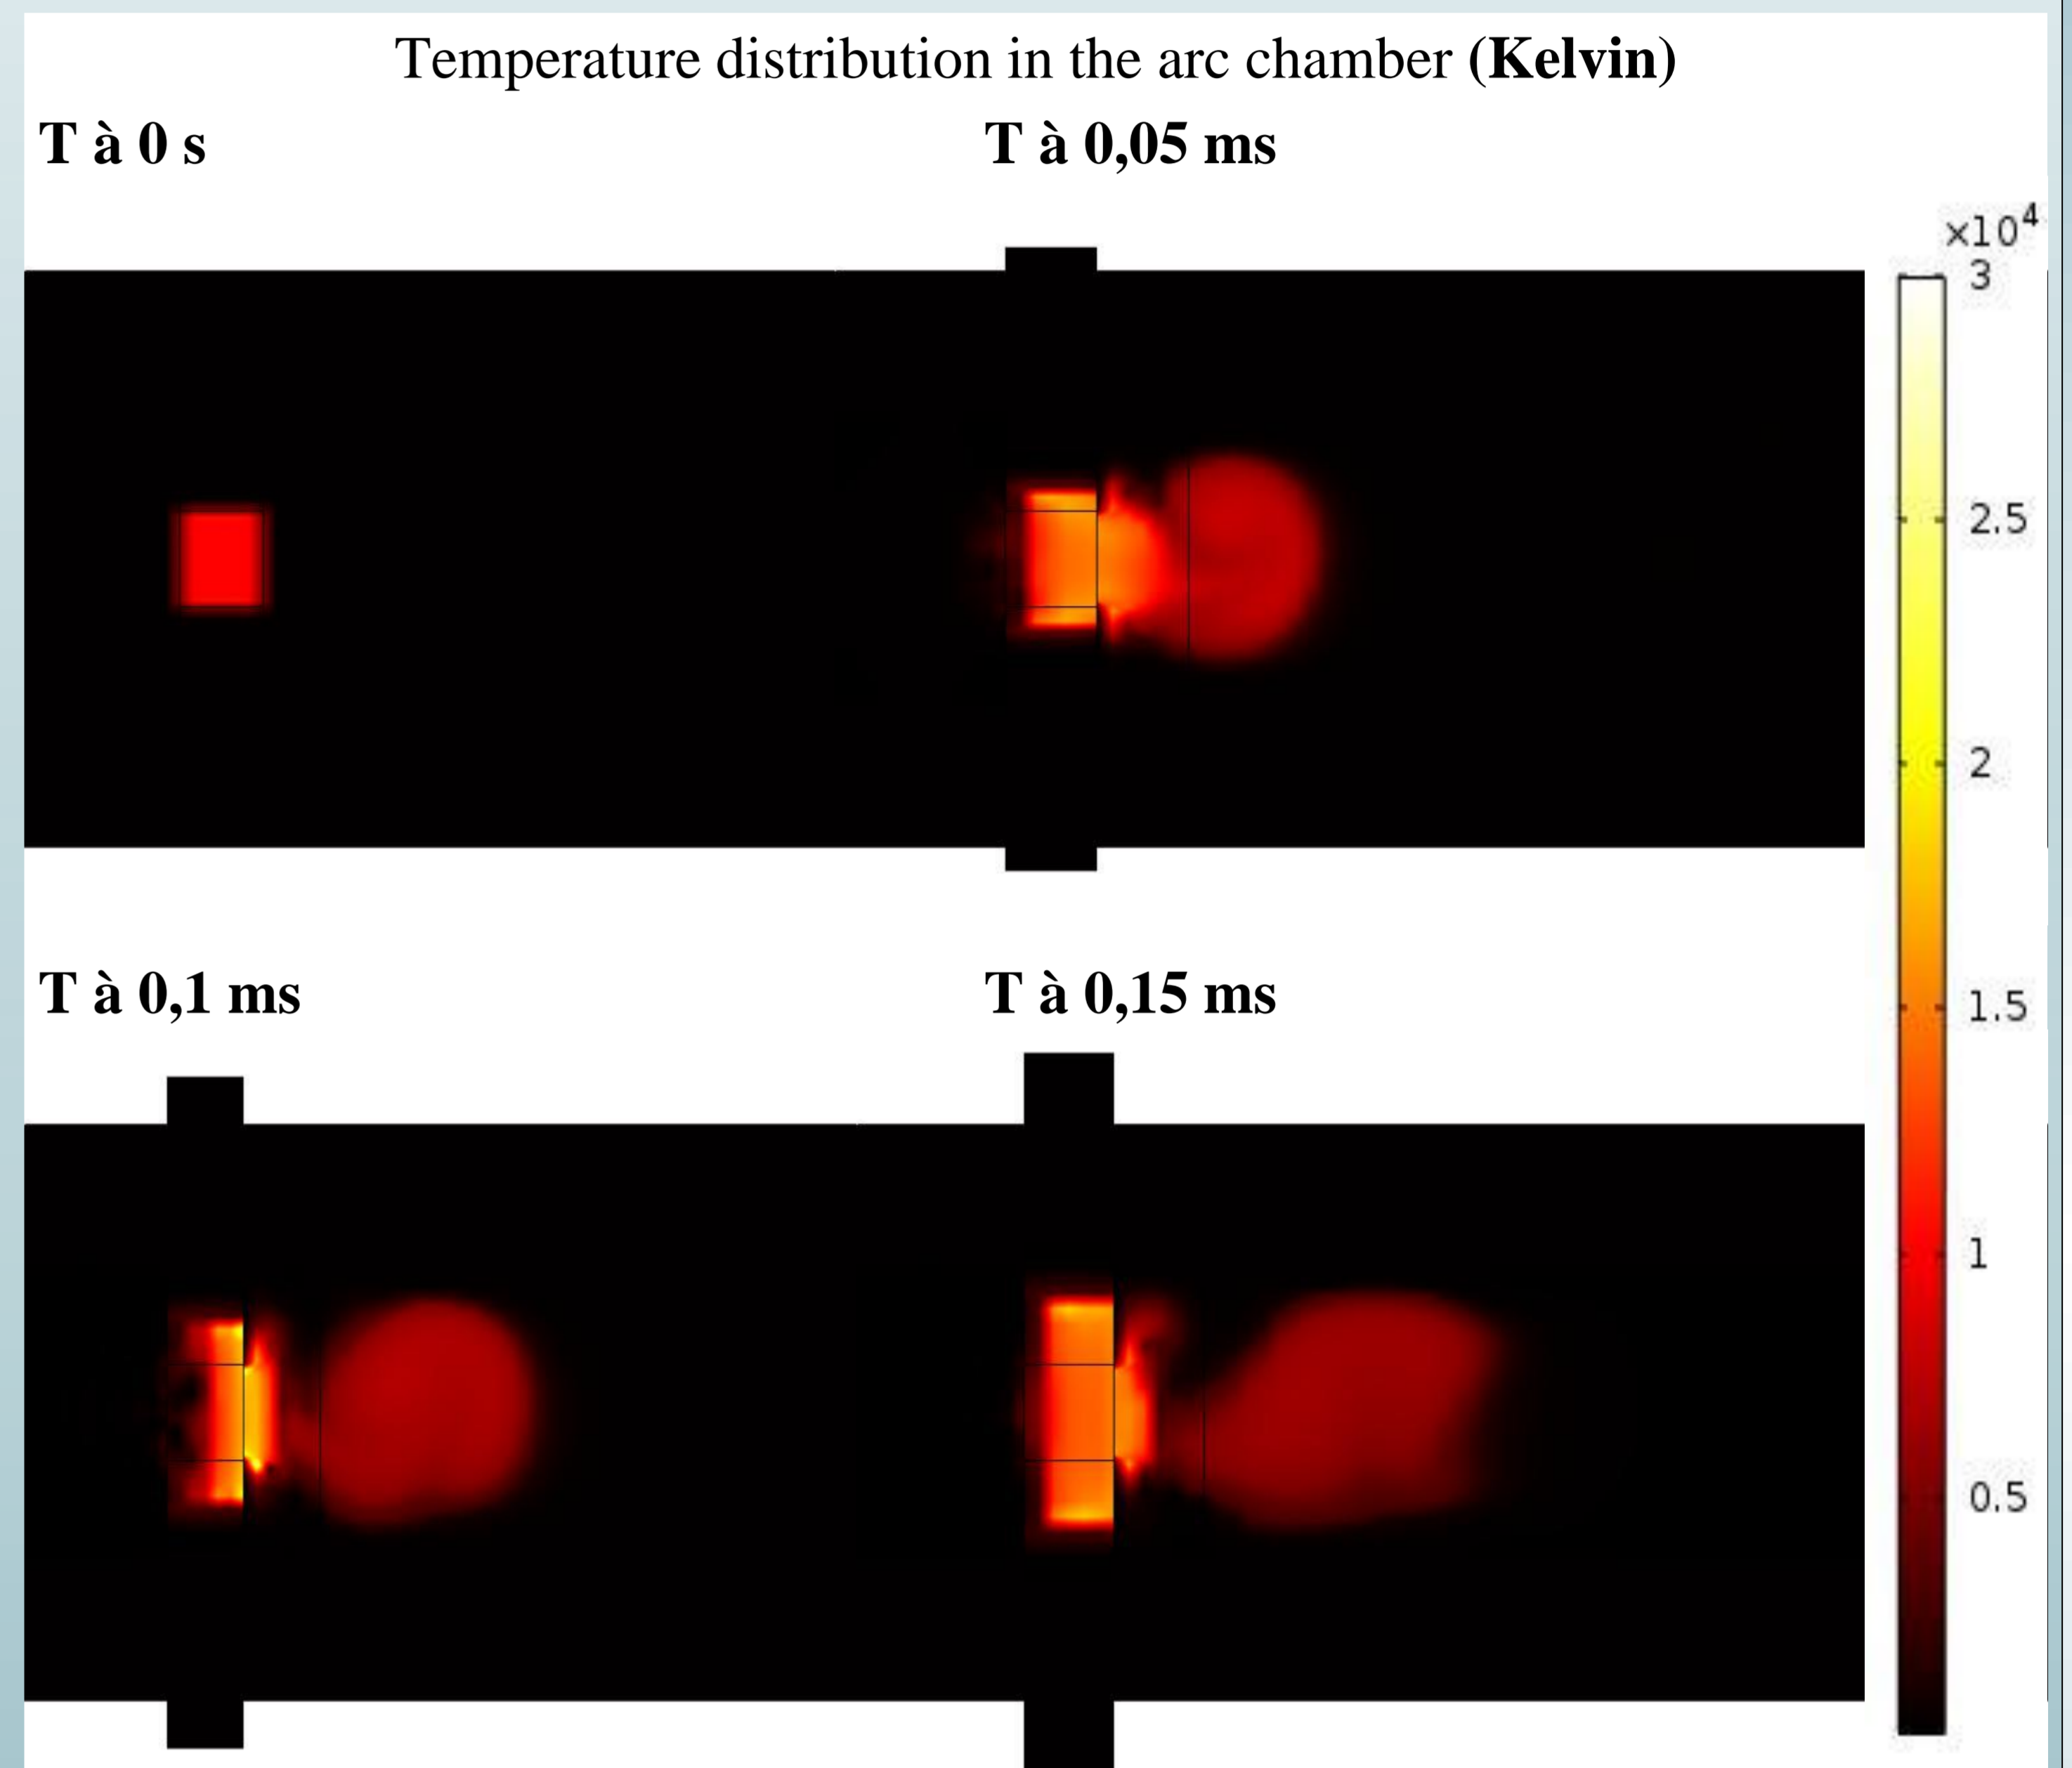 Temperature distribution in the arc chamber (Kelvin)
T à 0 s
T à 0,05 ms
×10⁴
3
2.5
2
1.5
1
0.5
T à 0,1 ms
T à 0,15 ms